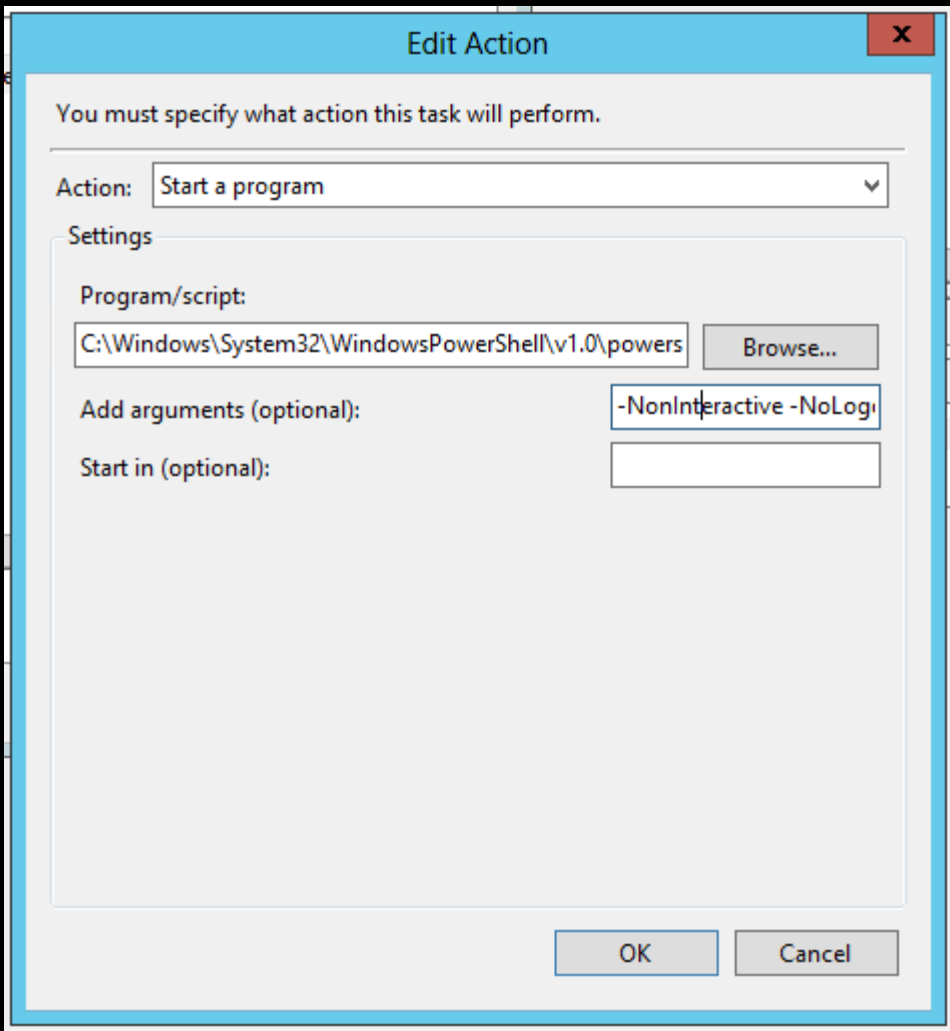 Edit Action
x
You must specify what action this task will perform.
Action: Start a program
Settings
Program/script:
C:\Windows\System32\WindowsPowerShell\v1.0\powers Browse...
Add arguments (optional): -NonInteractive -NoLog
Start in (optional):
OK Cancel